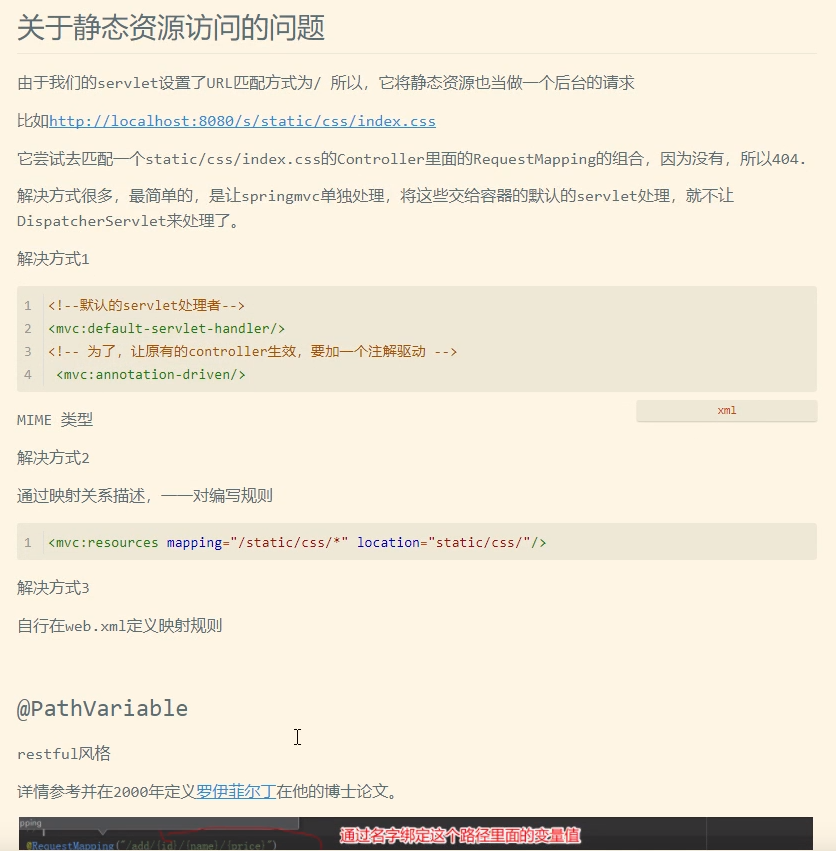 关于静态资源访问的问题
由于我们的servlet设置了URL匹配方式为/ 所以，它将静态资源也当做一个后台的请求
比如http://localhost:8080/s/static/css/index.css
它尝试去匹配一个static/css/index.css的Controller里面的RequestMapping的组合，因为没有，所以404.
解决方式很多，最简单的，是让springmvc单独处理，将这些交给容器的默认的servlet处理，就不让
DispatcherServlet来处理了。
解决方式1
1 <!--默认的servlet处理者-->
2 <mvc:default-servlet-handler/>
3 <!-- 为了，让原有的controller生效，要加一个注解驱动 -->
4 <mvc:annotation-driven/>
xml
MIME 类型
解决方式2
通过映射关系描述，一一对编写规则
1 <mvc:resources mapping="/static/css/*" location="static/css/"/>
解决方式3
自行在web.xml定义映射规则
@PathVariable
restful风格
详情参考并在2000年定义罗伊菲尔丁在他的博士论文。
pping
通过名字绑定这个路径里面的变量值
@RequestMapping("/add/{id}/{name}/{price}")